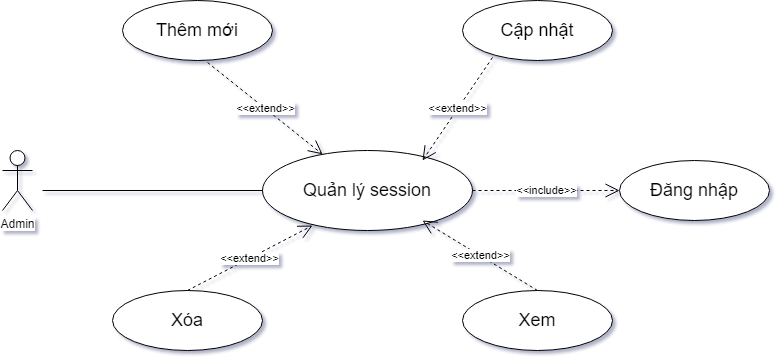 Thêm mới
Cập nhật
<<extend>>
<<extend>>
Quản lý session
<<include>>
Đăng nhập
Admin
<<extend>>
<<extend>>
Xóa
Xem